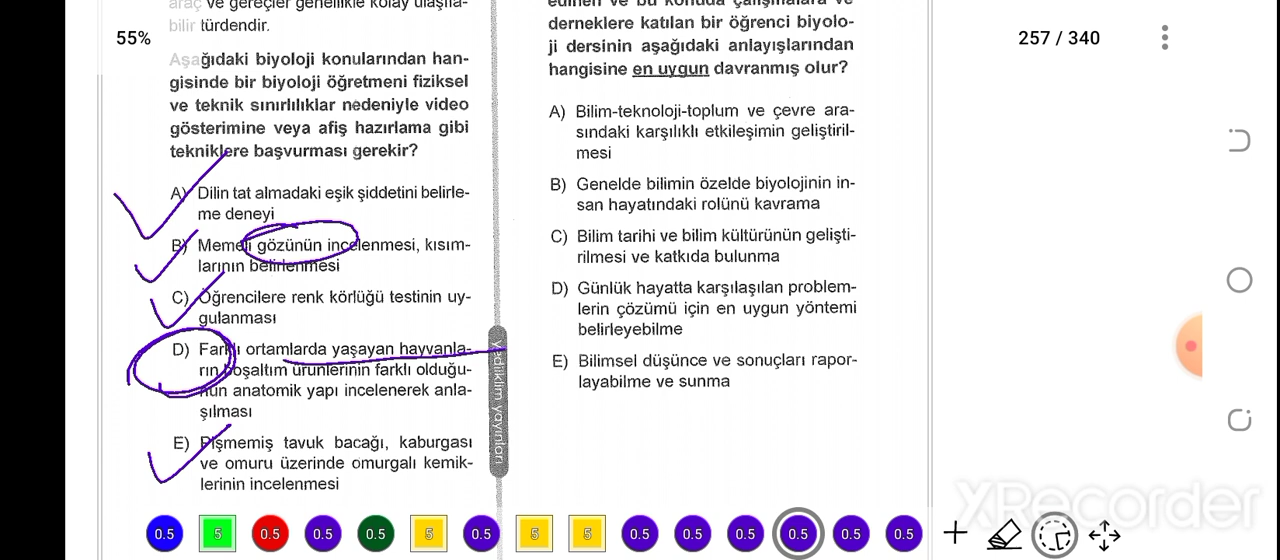 araç ve gereçler genellikle kolay ulaşıla-
bilir türdendir.
55%
Aşağıdaki biyoloji konularından han-
gisinde bir biyoloji öğretmeni fiziksel
ve teknik sınırlılıklar nedeniyle video
gösterimine veya afiş hazırlama gibi
tekniklere başvurması gerekir?
A) Dilin tat almadaki eşik şiddetini belirle-
me deneyi
B) Memeli gözünün incelenmesi, kısım-
larının belirlenmesi
C) Öğrencilere renk körlüğü testinin uy-
gulanması
D) Farklı ortamlarda yaşayan hayvanla-
rın boşaltım ürünlerinin farklı olduğu-
nun anatomik yapı incelenerek anla-
şılması
E) Pişmemiş tavuk bacağı, kaburgası
ve omuru üzerinde omurgalı kemik-
lerinin incelenmesi
Yediiklim yayınları
edinen ve bu konuda çalışmalara ve
derneklere katılan bir öğrenci biyolo-
ji dersinin aşağıdaki anlayışlarından
hangisine en uygun davranmış olur?
A) Bilim-teknoloji-toplum ve çevre ara-
sındaki karşılıklı etkileşimin geliştiril-
mesi
B) Genelde bilimin özelde biyolojinin in-
san hayatındaki rolünü kavrama
C) Bilim tarihi ve bilim kültürünün gelişti-
rilmesi ve katkıda bulunma
D) Günlük hayatta karşılaşılan problem-
lerin çözümü için en uygun yöntemi
belirleyebilme
E) Bilimsel düşünce ve sonuçları rapor-
layabilme ve sunma
257 / 340
0.5 5 0.5 0.5 0.5 5 0.5 5 5 0.5 0.5 0.5 0.5 0.5 0.5
XRecorder